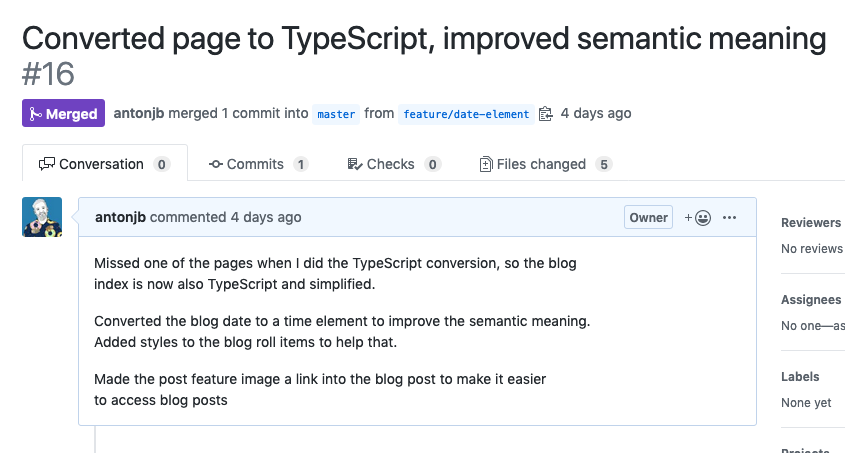 Converted page to TypeScript, improved semantic meaning
#16
Merged antonjb merged 1 commit into master from feature/date-element 4 days ago
Conversation 0 Commits 1 Checks 0 Files changed 5
antonjb commented 4 days ago Owner
Missed one of the pages when I did the TypeScript conversion, so the blog
index is now also TypeScript and simplified.
Converted the blog date to a time element to improve the semantic meaning.
Added styles to the blog roll items to help that.
Made the post feature image a link into the blog post to make it easier
to access blog posts
Reviewers
No reviews
Assignees
No one—as
Labels
None yet
Projects